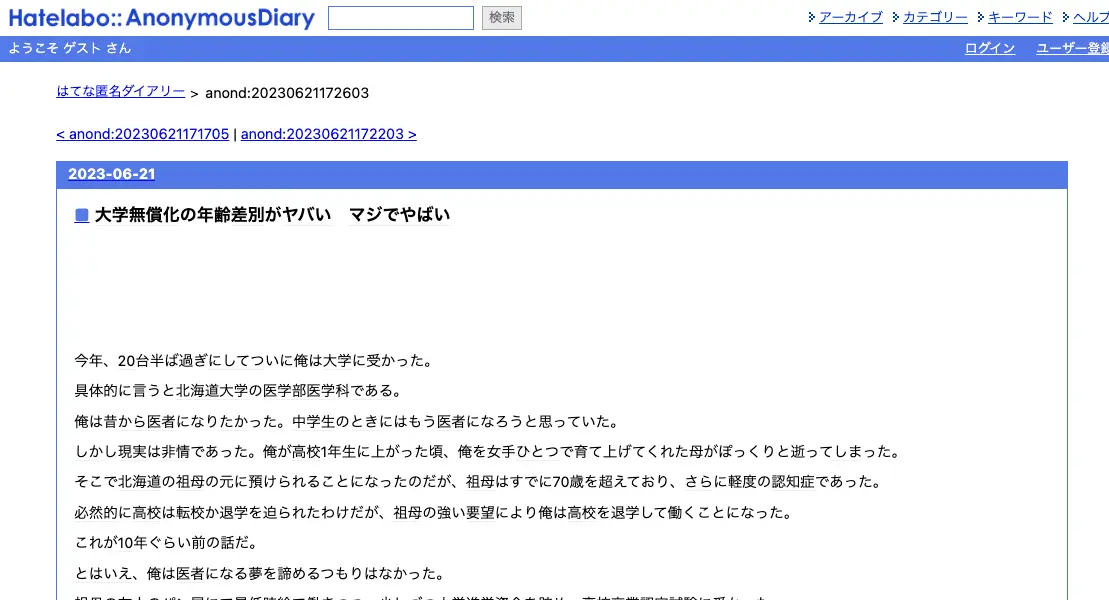 Hatelabo::AnonymousDiary 検索 アーカイブ カテゴリー キーワード ヘルプ
ようこそ ゲスト さん ログイン ユーザー登録
はてな匿名ダイアリー > anond:20230621172603
< anond:20230621171705 | anond:20230621172203 >
2023-06-21
大学無償化の年齢差別がヤバい　マジでやばい
今年、20台半ば過ぎにしてついに俺は大学に受かった。
具体的に言うと北海道大学の医学部医学科である。
俺は昔から医者になりたかった。中学生のときにはもう医者になろうと思っていた。
しかし現実は非情であった。俺が高校1年生に上がった頃、俺を女手ひとつで育て上げてくれた母がぽっくりと逝ってしまった。
そこで北海道の祖母の元に預けられることになったのだが、祖母はすでに70歳を超えており、さらに軽度の認知症であった。
必然的に高校は転校か退学を迫られたわけだが、祖母の強い要望により俺は高校を退学して働くことになった。
これが10年ぐらい前の話だ。
とはいえ、俺は医者になる夢を諦めるつもりはなかった。